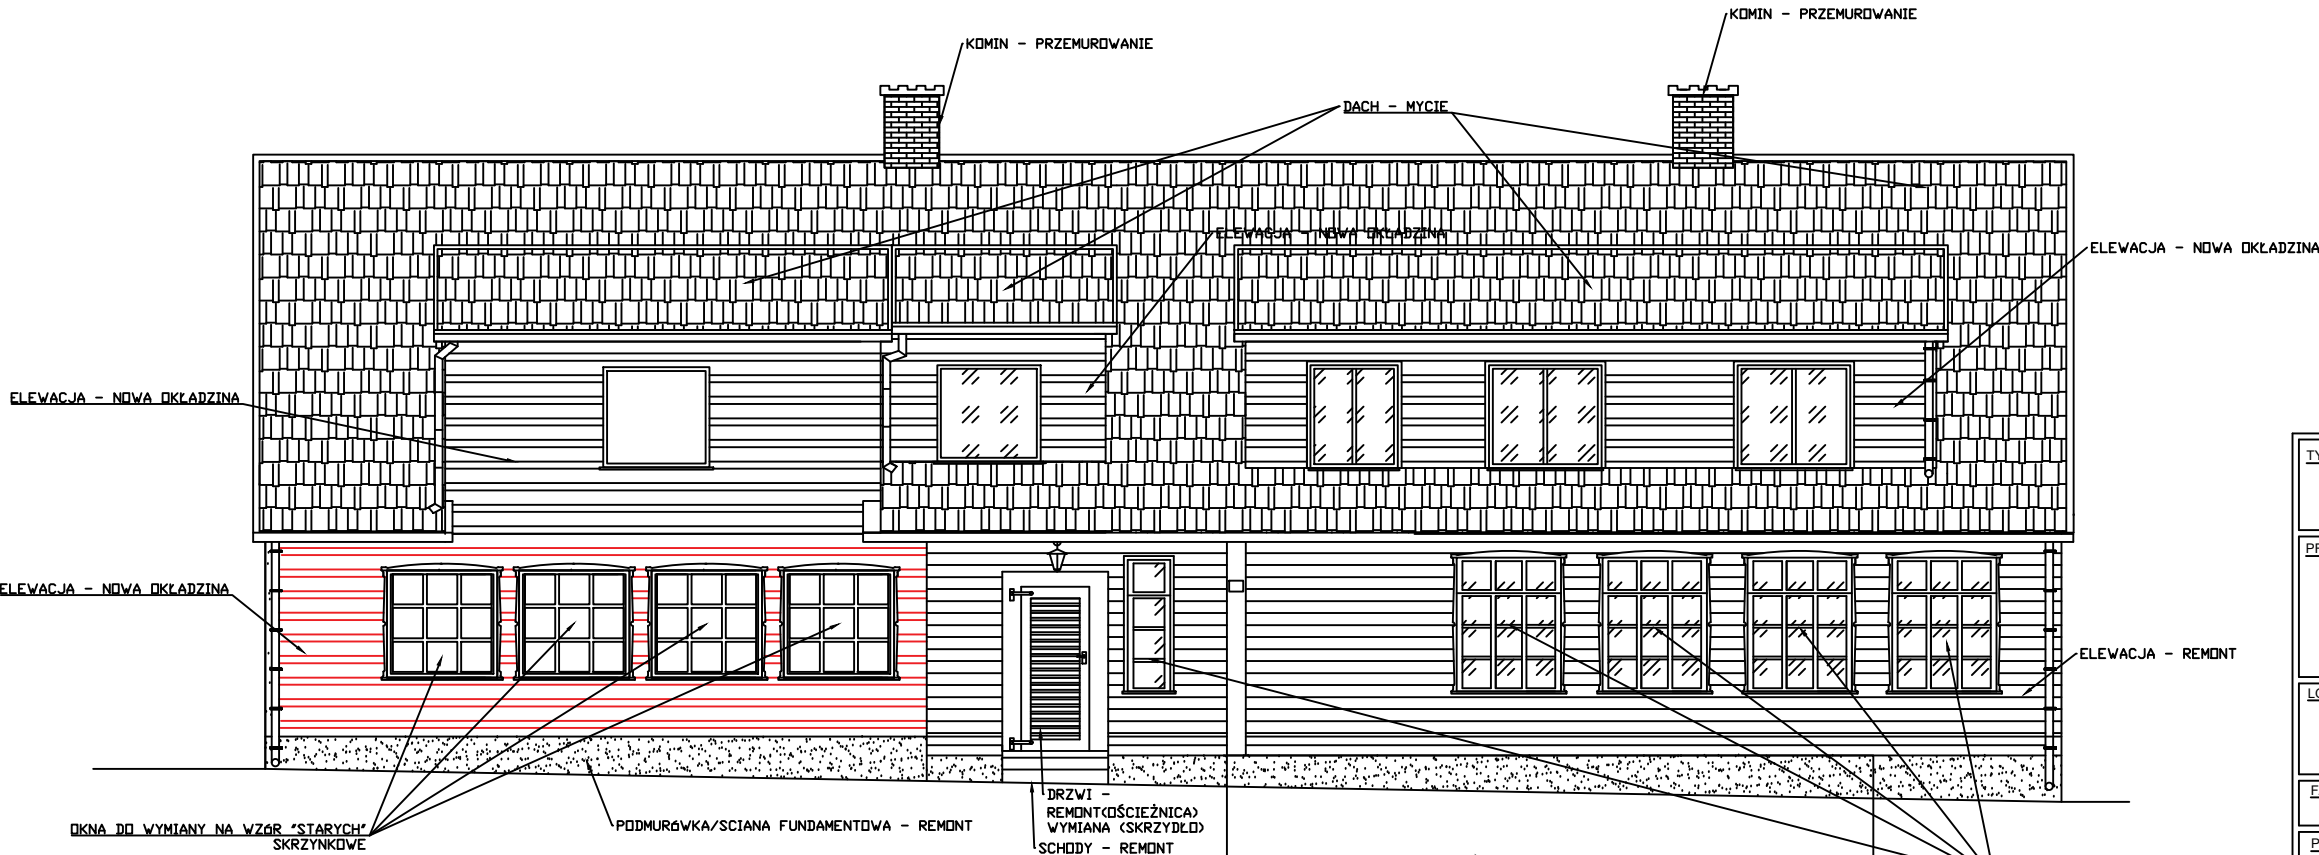 KOMIN - PRZEMUROWANIE
KOMIN - PRZEMUROWANIE
DACH - MYCIE
ELEWACJA - NOWA OKŁADZINA
ELEWACJA - NOWA OKŁADZINA
ELEWACJA - NOWA OKŁADZINA
ELEWACJA - NOWA OKŁADZINA
ELEWACJA - REMONT
DRZWI -
REMONT(OŚCIEŻNICA)
WYMIANA (SKRZYDŁO)
SCHODY - REMONT
PODMURóWKA/SCIANA FUNDAMENTOWA - REMONT
OKNA DO WYMIANY NA WZóR "STARYCH"
SKRZYNKOWE